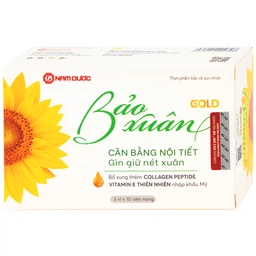 NAM DƯỢC
Thực phẩm bảo vệ sức khoẻ
Bảo xuân
GOLD
CÂN BẰNG NỘI TIẾT
Gìn giữ nét xuân
Bổ sung thêm COLLAGEN PEPTIDE,
VITAMIN E THIÊN NHIÊN nhập khẩu Mỹ
3 vỉ x 10 viên nang